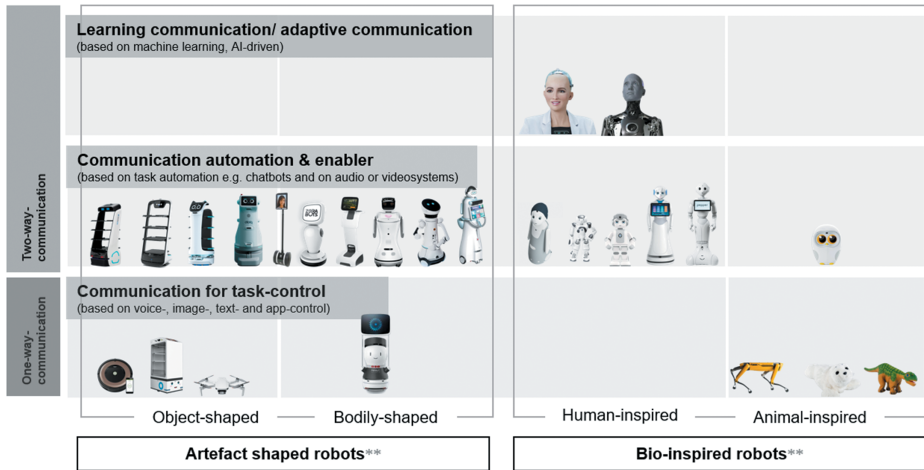 Learning communication/ adaptive communication
(based on machine learning, AI-driven)
Communication automation & enabler
(based on task automation e.g. chatbots and on audio or videosystems)
Two-way-
communication
Communication for task-control
(based on voice-, image-, text- and app-control)
One-way-
communication
Object-shaped
Bodily-shaped
Human-inspired
Animal-inspired
Artefact shaped robots**
Bio-inspired robots**